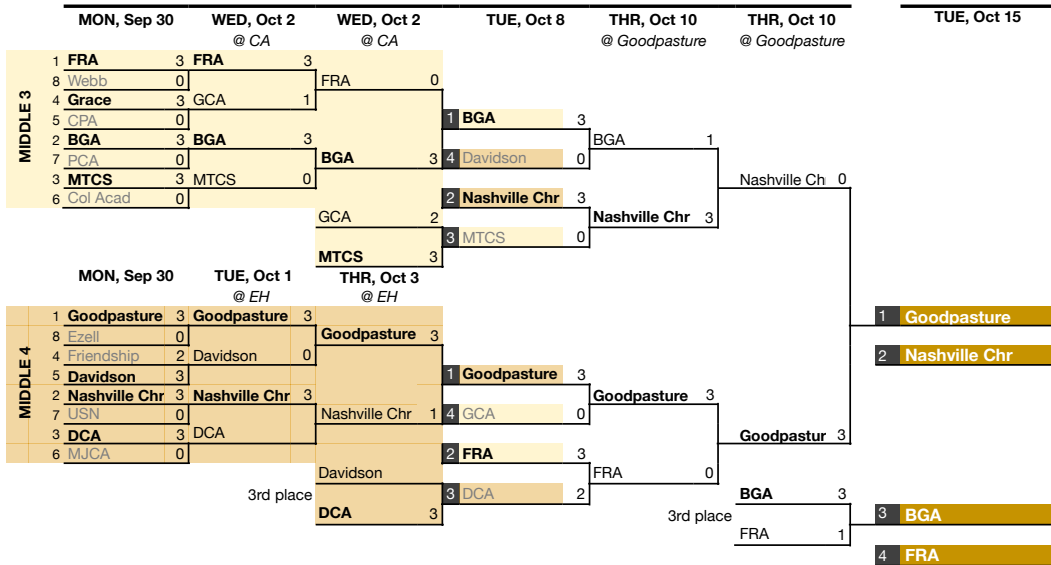 MON, Sep 30 WED, Oct 2 WED, Oct 2 TUE, Oct 8 THR, Oct 10 THR, Oct 10 TUE, Oct 15
@ CA @ CA @ Goodpasture @ Goodpasture
MIDDLE 3
1 FRA 3 FRA 3
8 Webb 0 FRA 0
4 Grace 3 GCA 1
5 CPA 0 1 BGA 3
2 BGA 3 BGA 3 BGA 1
7 PCA 0 BGA 3 4 Davidson 0
3 MTCS 3 MTCS 0 Nashville Ch 0
6 Col Acad 0 2 Nashville Chr 3
GCA 2 Nashville Chr 3
3 MTCS 0
MTCS 3
MON, Sep 30 TUE, Oct 1 THR, Oct 3
@ EH @ EH
MIDDLE 4
1 Goodpasture 3 Goodpasture 3 1 Goodpasture
8 Ezell 0 Goodpasture 3
4 Friendship 2 Davidson 0 2 Nashville Chr
5 Davidson 3 1 Goodpasture 3
2 Nashville Chr 3 Nashville Chr 3 Goodpasture 3
7 USN 0 Nashville Chr 1 4 GCA 0
3 DCA 3 DCA Goodpastur 3
6 MJCA 0 2 FRA 3
Davidson FRA 0
3rd place 3 DCA 2 BGA 3
DCA 3 3rd place 3 BGA
FRA 1
4 FRA